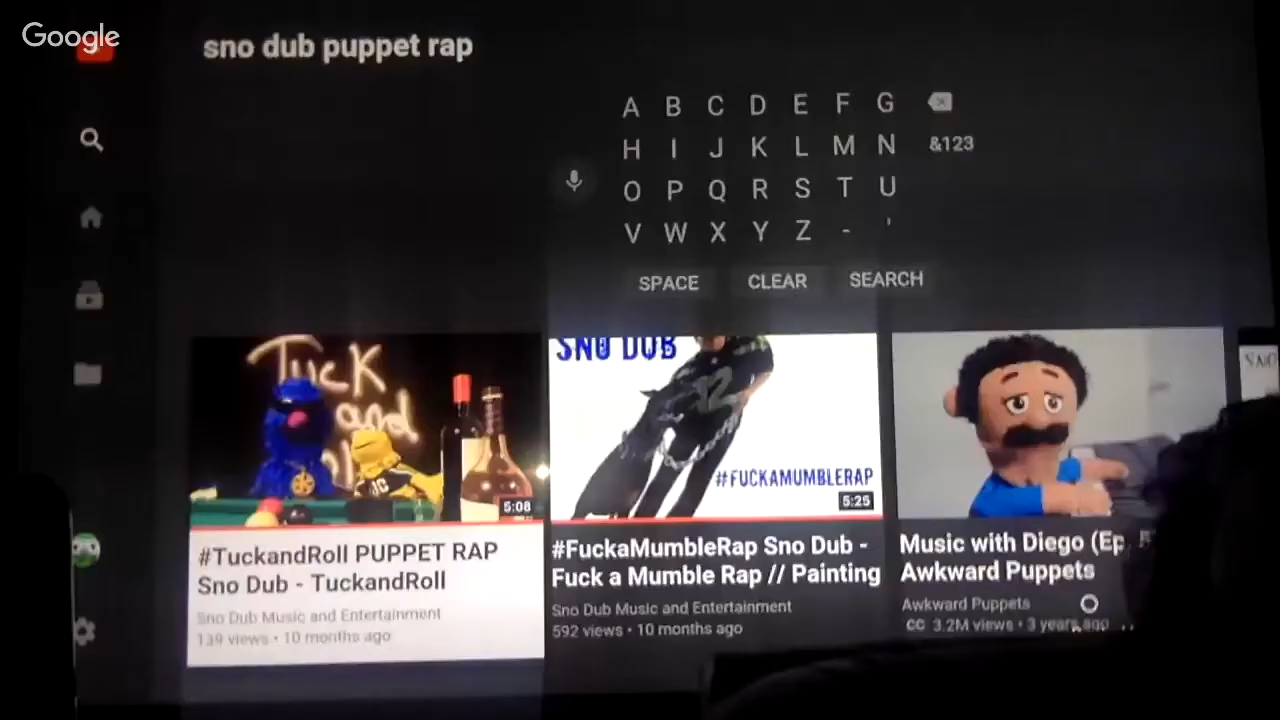 Google
sno dub puppet rap
A B C D E F G
H I J K L M N &123
O P Q R S T U
V W X Y Z - '
SPACE CLEAR SEARCH
Tuck
and
JC
5:08
SNO DUB
12
#FUCKAMUMBLERAP
5:25
#TuckandRoll PUPPET RAP
Sno Dub - TuckandRoll
Sno Dub Music and Entertainment
139 views • 10 months ago
#FuckaMumbleRap Sno Dub -
Fuck a Mumble Rap // Painting
Sno Dub Music and Entertainment
592 views • 10 months ago
Music with Diego (Ep.
Awkward Puppets
Awkward Puppets
CC 3.2M views • 3 years ago